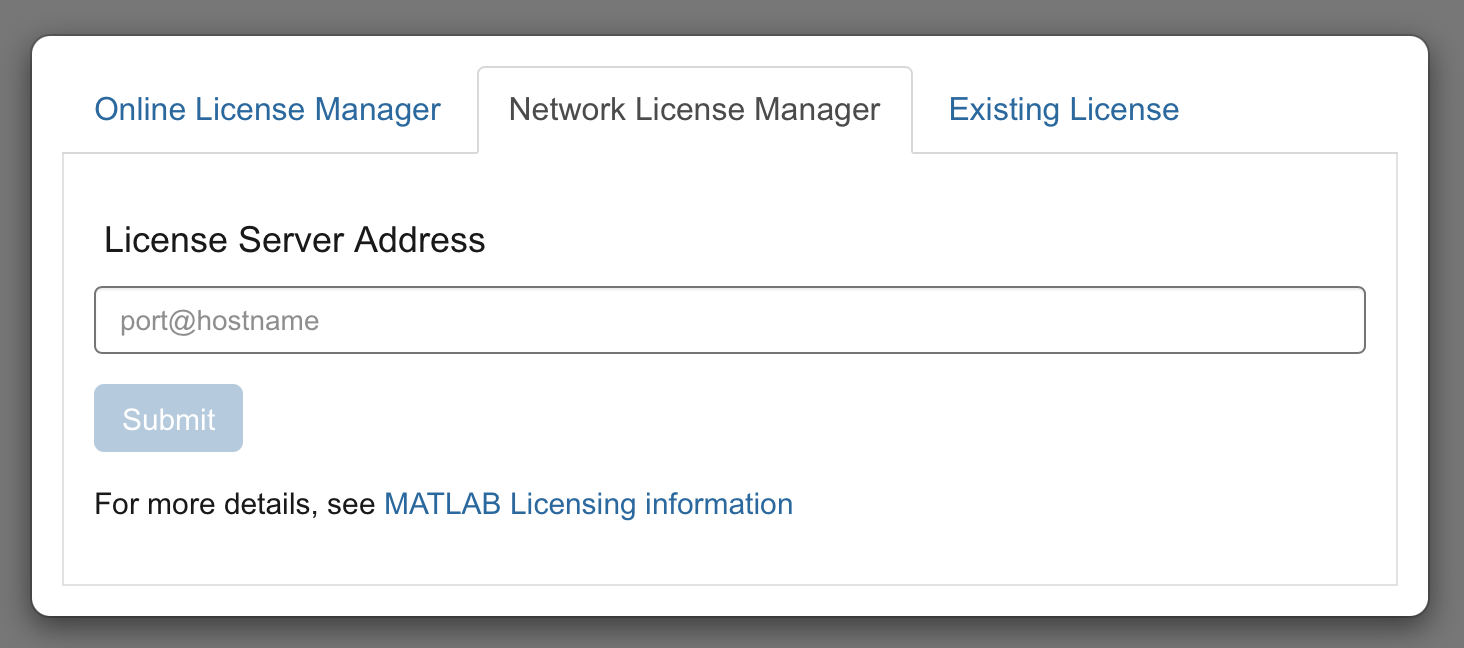 Online License Manager Network License Manager Existing License
License Server Address
port@hostname
Submit
For more details, see MATLAB Licensing information